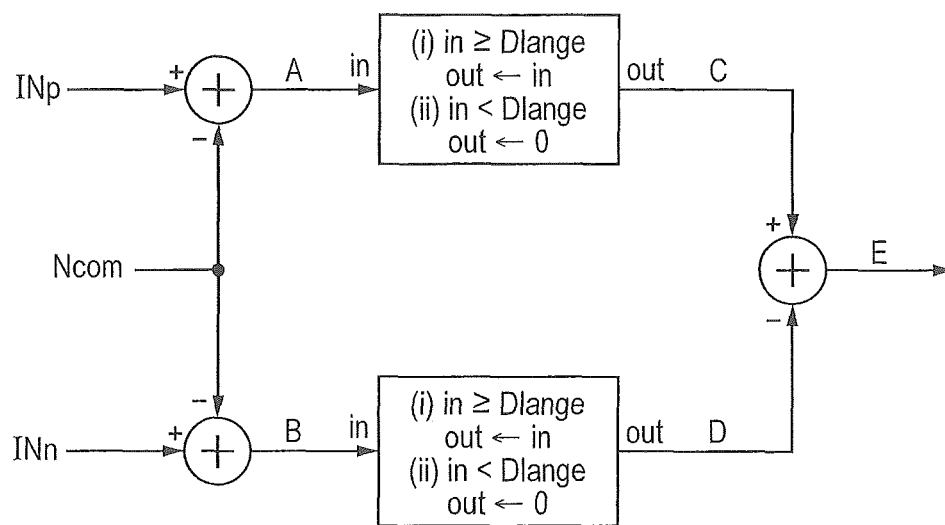 (i) in ≥ Dlange
out ← in
(ii) in < Dlange
out ← 0
INp
+
+
−
A
in
out
C
Ncom
+
+
−
E
(i) in ≥ Dlange
out ← in
(ii) in < Dlange
out ← 0
INn
−
+
+
B
in
out
D